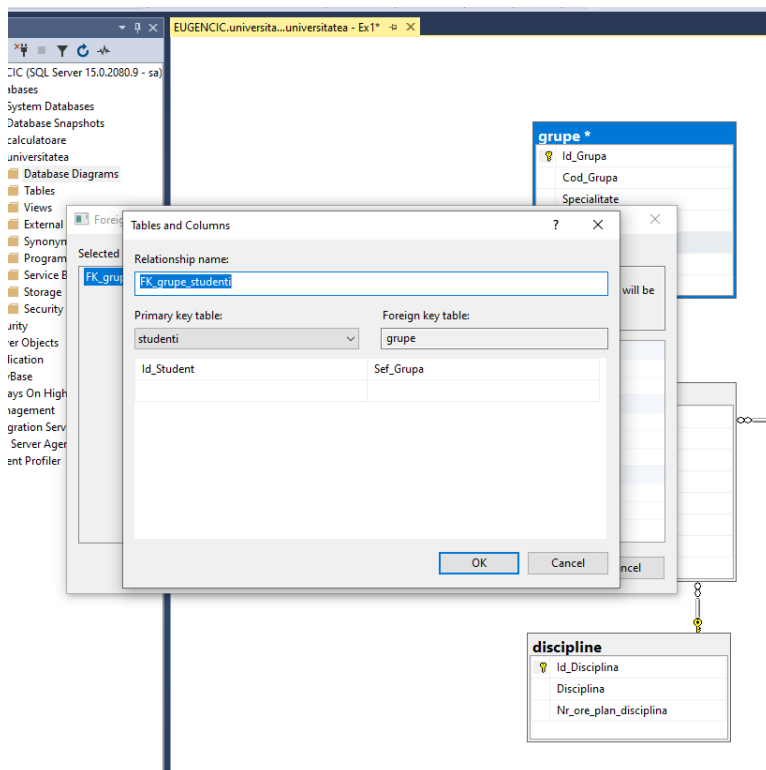 EUGENCIC.universita...universitatea - Ex1*
CIC (SQL Server 15.0.2080.9 - sa)
abases
System Databases
Database Snapshots
calculatoare
universitatea
Database Diagrams
Tables
Views
External
Synonym
Program
Service B
Storage
Security
urity
er Objects
lication
yBase
ays On High
nagement
gration Serv
Server Agen
ent Profiler
grupe *
Id_Grupa
Cod_Grupa
Specialitate
Foreig
Selected
FK_grup
will be
ncel
Tables and Columns
?
Relationship name:
FK_grupe_studenti
Primary key table:
Foreign key table:
studenti
grupe
Id_Student
Sef_Grupa
OK
Cancel
discipline
Id_Disciplina
Disciplina
Nr_ore_plan_disciplina